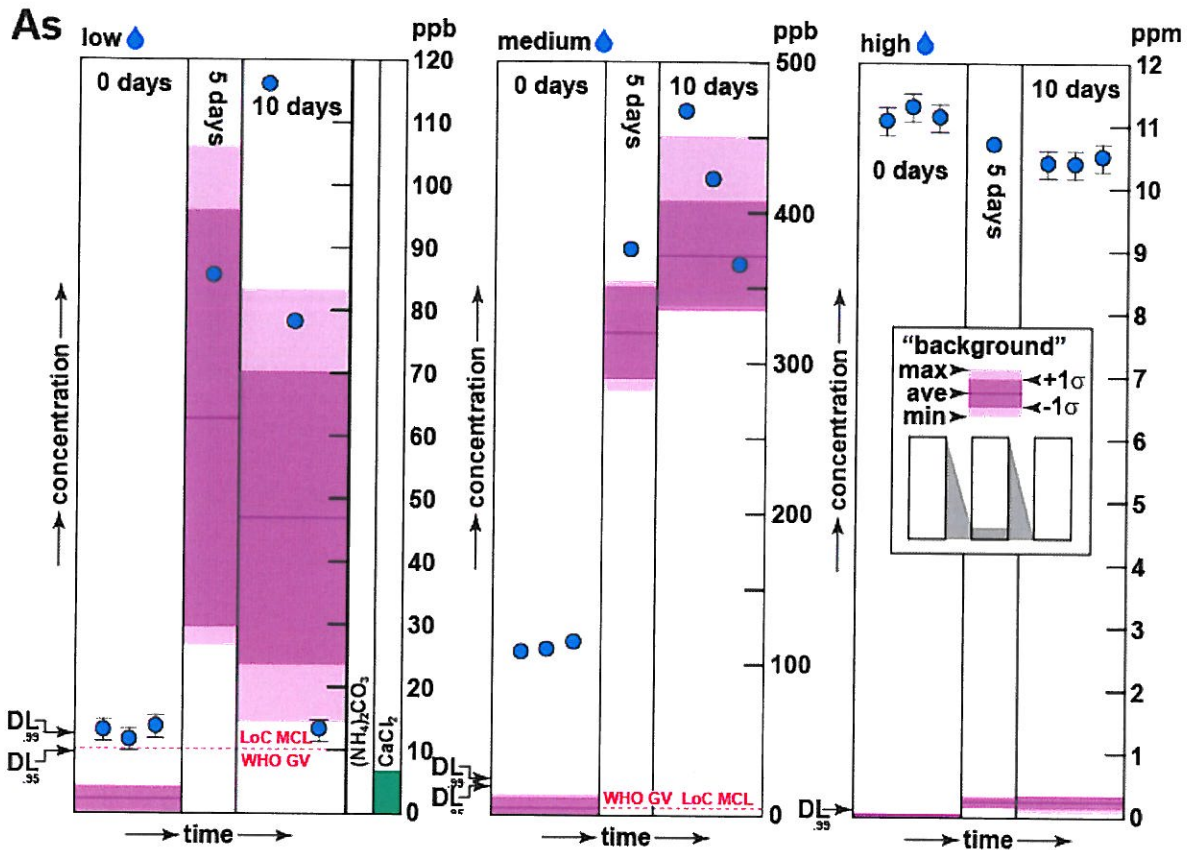 As
low
ppb
0 days
5 days
10 days
120
110
100
90
80
70
60
50
40
30
20
10
0
concentration
DL.99
DL.95
LoC MCL
WHO GV
(NH4)2CO3
CaCl2
time
medium
ppb
0 days
5 days
10 days
500
400
300
200
100
0
concentration
DL.99
DL.95
WHO GV LoC MCL
time
high
ppm
0 days
5 days
10 days
12
11
10
9
8
7
6
5
4
3
2
1
0
concentration
"background"
max
ave
min
+1σ
-1σ
DL.99
time